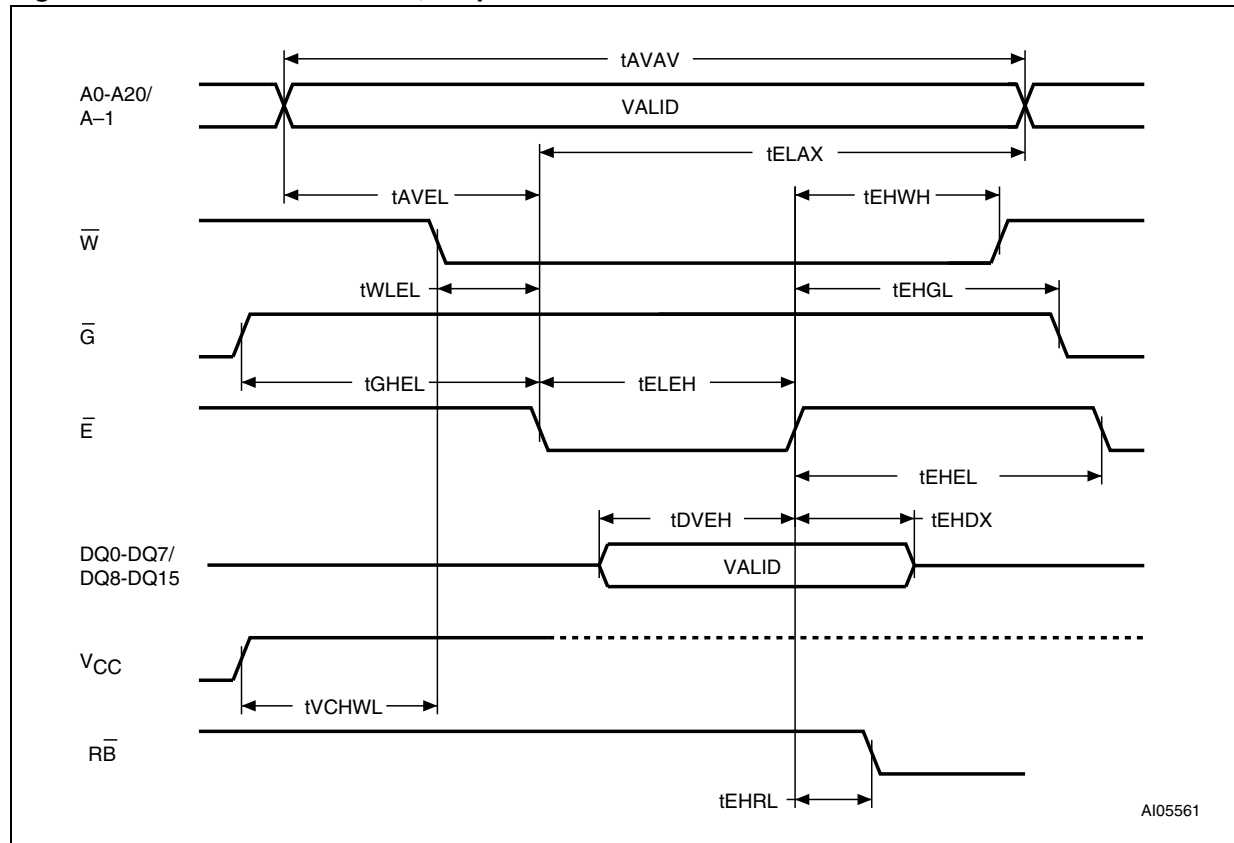 tAVAV
A0-A20/
A–1
VALID
tELAX
tAVEL
tEHWH
W̅
tWLEL
tEHGL
G̅
tGHEL
tELEH
E̅
tEHEL
tDVEH
tEHDX
DQ0-DQ7/
DQ8-DQ15
VALID
VCC
tVCHWL
RB̅
tEHRL
AI05561